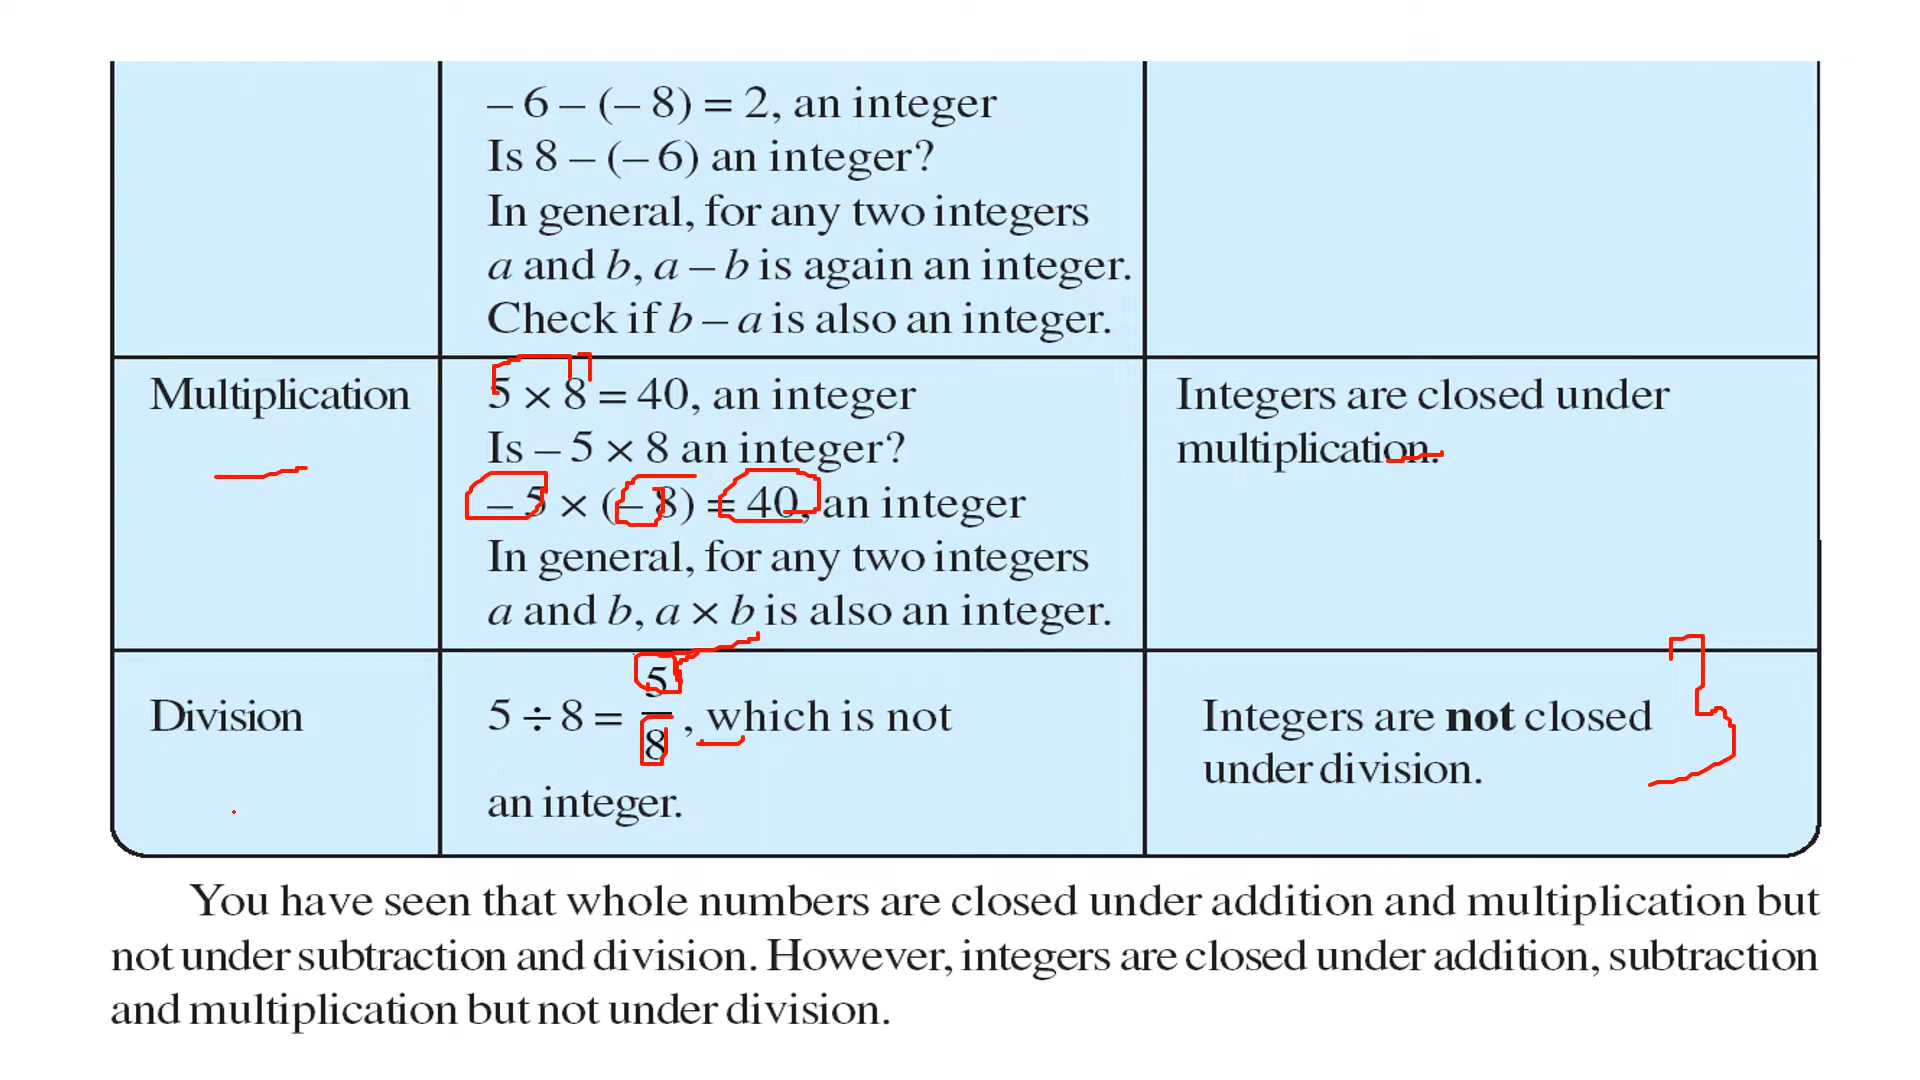 – 6 – (– 8) = 2, an integer
Is 8 – (– 6) an integer?
In general, for any two integers
a and b, a – b is again an integer.
Check if b – a is also an integer.
Multiplication
5 × 8 = 40, an integer
Is – 5 × 8 an integer?
– 5 × (– 8) = 40, an integer
In general, for any two integers
a and b, a × b is also an integer.
Integers are closed under
multiplication.
Division
5 ÷ 8 = 5/8, which is not
an integer.
Integers are not closed
under division.
You have seen that whole numbers are closed under addition and multiplication but
not under subtraction and division. However, integers are closed under addition, subtraction
and multiplication but not under division.